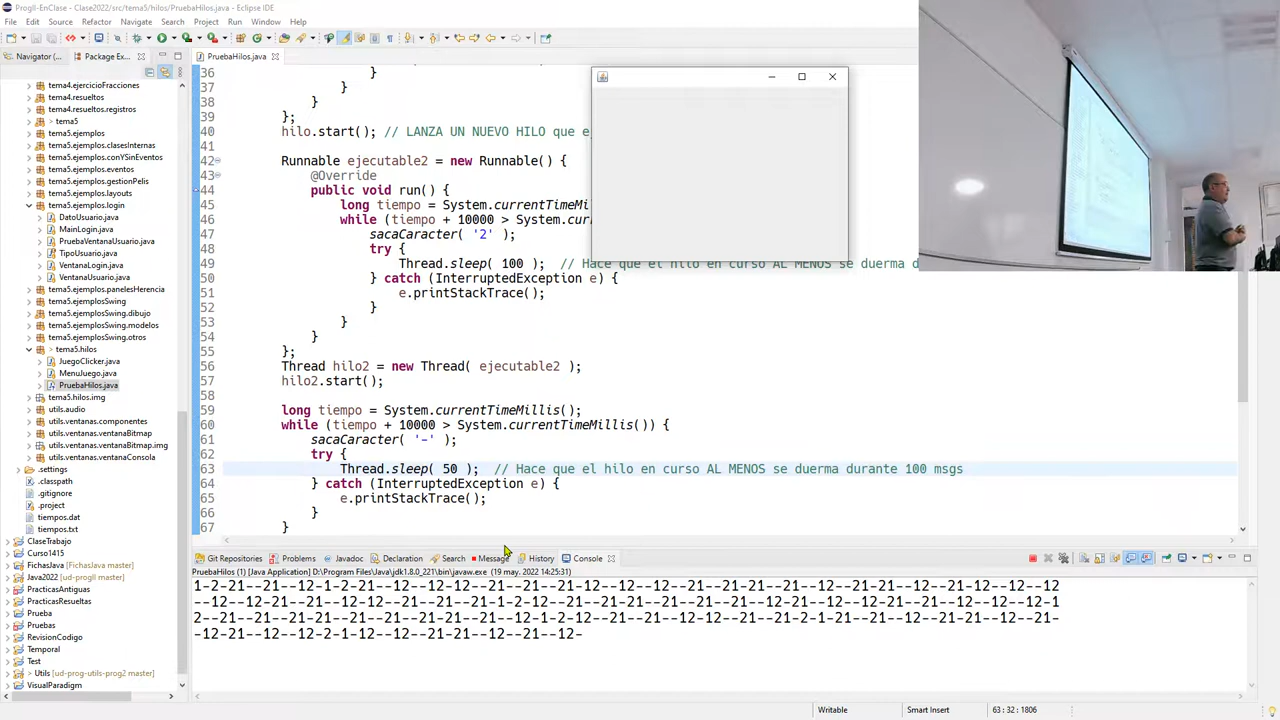 ProgII-EnClase - Clase2022/src/tema5/hilos/PruebaHilos.java - Eclipse IDE
File Edit Source Refactor Navigate Search Project Run Window Help
Navigator (...
Package Ex...
PruebaHilos.java
tema4.ejercicioFracciones
tema4.resueltos
tema4.resueltos.registros
> tema5
tema5.ejemplos
tema5.ejemplos.clasesInternas
tema5.ejemplos.conYSinEventos
tema5.ejemplos.eventos
tema5.ejemplos.gestionPelis
tema5.ejemplos.layouts
tema5.ejemplos.login
DatoUsuario.java
MainLogin.java
PruebaVentanaUsuario.java
TipoUsuario.java
VentanaLogin.java
VentanaUsuario.java
tema5.ejemplos.panelesHerencia
tema5.ejemplosSwing
tema5.ejemplosSwing.dibujo
tema5.ejemplosSwing.modelos
tema5.ejemplosSwing.otros
> tema5.hilos
JuegoClicker.java
MenuJuego.java
PruebaHilos.java
tema5.hilos.img
utils.audio
utils.ventanas.componentes
utils.ventanas.ventanaBitmap
utils.ventanas.ventanaBitmap.img
utils.ventanas.ventanaConsola
.settings
.classpath
.gitignore
.project
tiempos.dat
tiempos.txt
ClaseTrabajo
Curso1415
FichasJava [master]
Java2022 [ud-progII master]
PracticasAntiguas
PracticasResueltas
Prueba
Pruebas
RevisionCodigo
Temporal
Test
> Utils [ud-prog-utils-prog2 master]
VisualParadigm
36 }
37 }
38 }
39 };
40 hilo.start(); // LANZA UN NUEVO HILO que e
41
42 Runnable ejecutable2 = new Runnable() {
43 @Override
44 public void run() {
45 long tiempo = System.currentTimeMi
46 while (tiempo + 10000 > System.cur
47 sacaCaracter( '2' );
48 try {
49 Thread.sleep( 100 ); // Hace que el hilo en curso AL MENOS se duerma d
50 } catch (InterruptedException e) {
51 e.printStackTrace();
52 }
53 }
54 }
55 };
56 Thread hilo2 = new Thread( ejecutable2 );
57 hilo2.start();
58
59 long tiempo = System.currentTimeMillis();
60 while (tiempo + 10000 > System.currentTimeMillis()) {
61 sacaCaracter( '-' );
62 try {
63 Thread.sleep( 50 ); // Hace que el hilo en curso AL MENOS se duerma durante 100 msgs
64 } catch (InterruptedException e) {
65 e.printStackTrace();
66 }
67 }
Git Repositories Problems Javadoc Declaration Search Message History Console
PruebaHilos (1) [Java Application] D:\Program Files\Java\jdk1.8.0_221\bin\javaw.exe (19 may. 2022 14:25:31)
1-2-21--21--12-1-2-21--12--12--21--21--21--12--12--12--21--12--21-12--12--12
--12--12--21--21--21-1-2-12--12--21--21--21--12--21--12--21--21--12--12--12-1
2--21--21--21--21--21--12-1-2-12--21--21--12-12--21--21-2-1-21--12--21-21--21-
-12-21--12--12-2-1-12--12--21-21--12--21--12-
Writable Smart Insert 63 : 32 : 1806